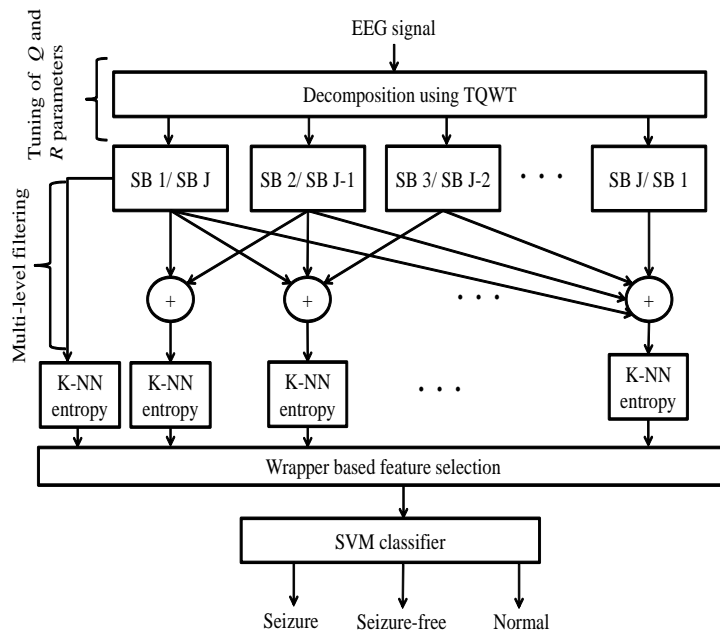 EEG signal
Tuning of Q and
R parameters
Decomposition using TQWT
SB 1/ SB J
SB 2/ SB J-1
SB 3/ SB J-2
. . .
SB J/ SB 1
Multi-level filtering
+
+
. . .
+
K-NN
entropy
K-NN
entropy
K-NN
entropy
. . .
K-NN
entropy
Wrapper based feature selection
SVM classifier
Seizure
Seizure-free
Normal